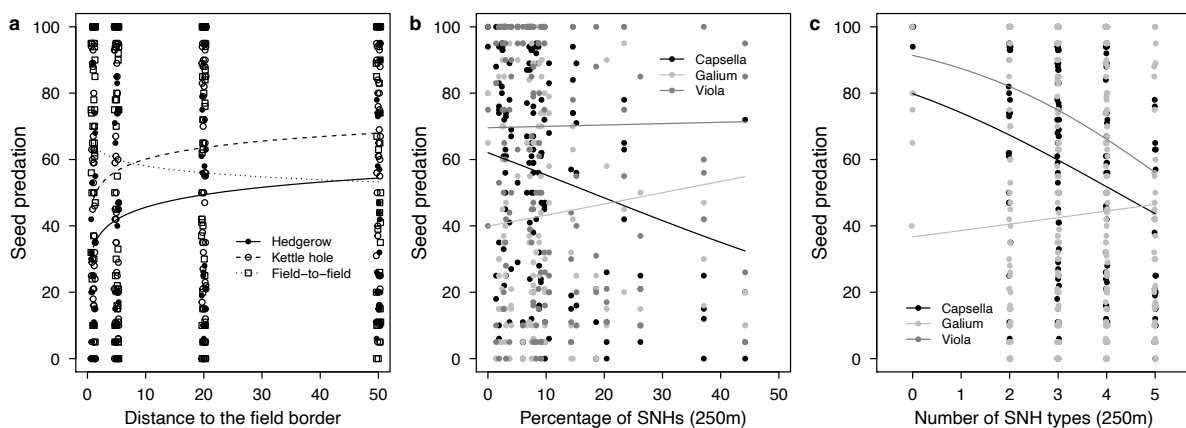 a
Seed predation
100
80
60
40
20
0
Hedgerow
Kettle hole
Field−to−field
0 10 20 30 40 50
Distance to the field border
b
Seed predation
100
80
60
40
20
0
Capsella
Galium
Viola
0 10 20 30 40 50
Percentage of SNHs (250m)
c
Seed predation
100
80
60
40
20
0
Capsella
Galium
Viola
0 1 2 3 4 5
Number of SNH types (250m)